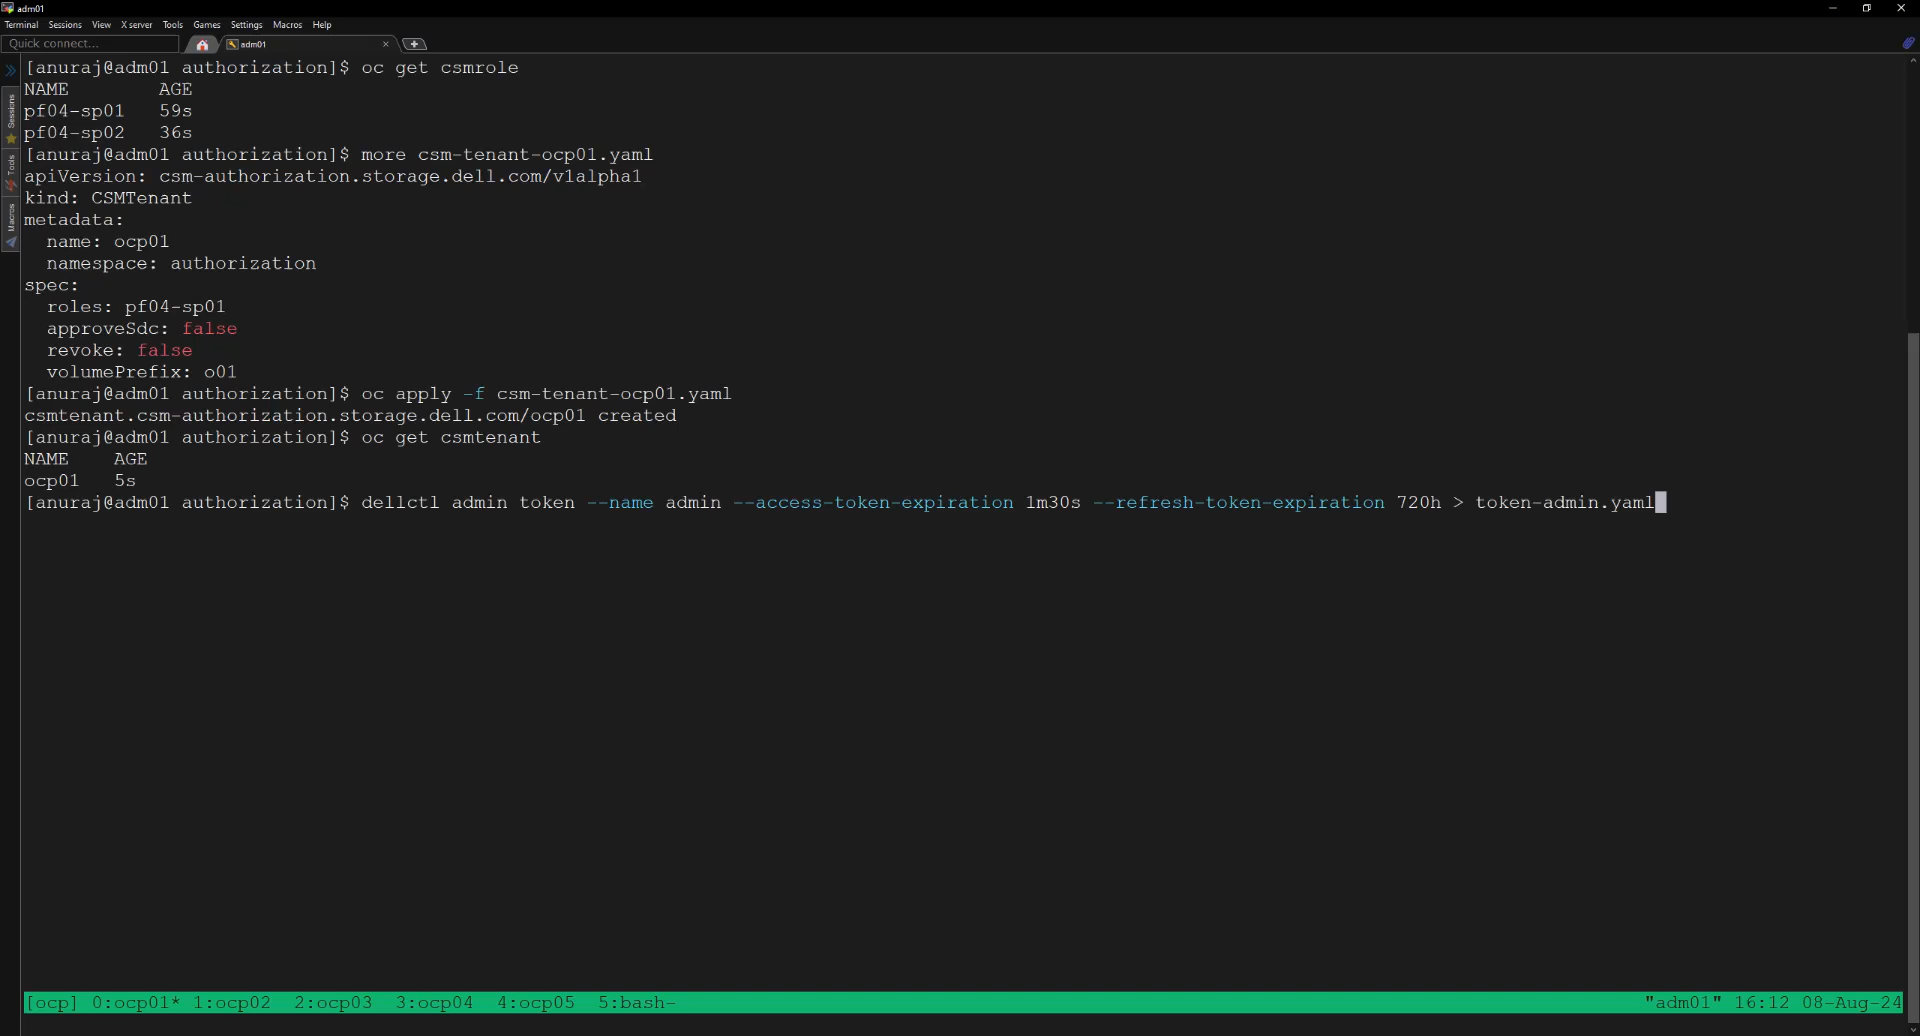 adm01
Terminal Sessions View X server Tools Games Settings Macros Help
Quick connect... adm01
Sessions
Tools
Macros
[anuraj@adm01 authorization]$ oc get csmrole
NAME        AGE
pf04-sp01   59s
pf04-sp02   36s
[anuraj@adm01 authorization]$ more csm-tenant-ocp01.yaml
apiVersion: csm-authorization.storage.dell.com/v1alpha1
kind: CSMTenant
metadata:
  name: ocp01
  namespace: authorization
spec:
  roles: pf04-sp01
  approveSdc: false
  revoke: false
  volumePrefix: o01
[anuraj@adm01 authorization]$ oc apply -f csm-tenant-ocp01.yaml
csmtenant.csm-authorization.storage.dell.com/ocp01 created
[anuraj@adm01 authorization]$ oc get csmtenant
NAME    AGE
ocp01   5s
[anuraj@adm01 authorization]$ dellctl admin token --name admin --access-token-expiration 1m30s --refresh-token-expiration 720h > token-admin.yaml
[ocp] 0:ocp01* 1:ocp02  2:ocp03  3:ocp04  4:ocp05  5:bash- "adm01" 16:12 08-Aug-24